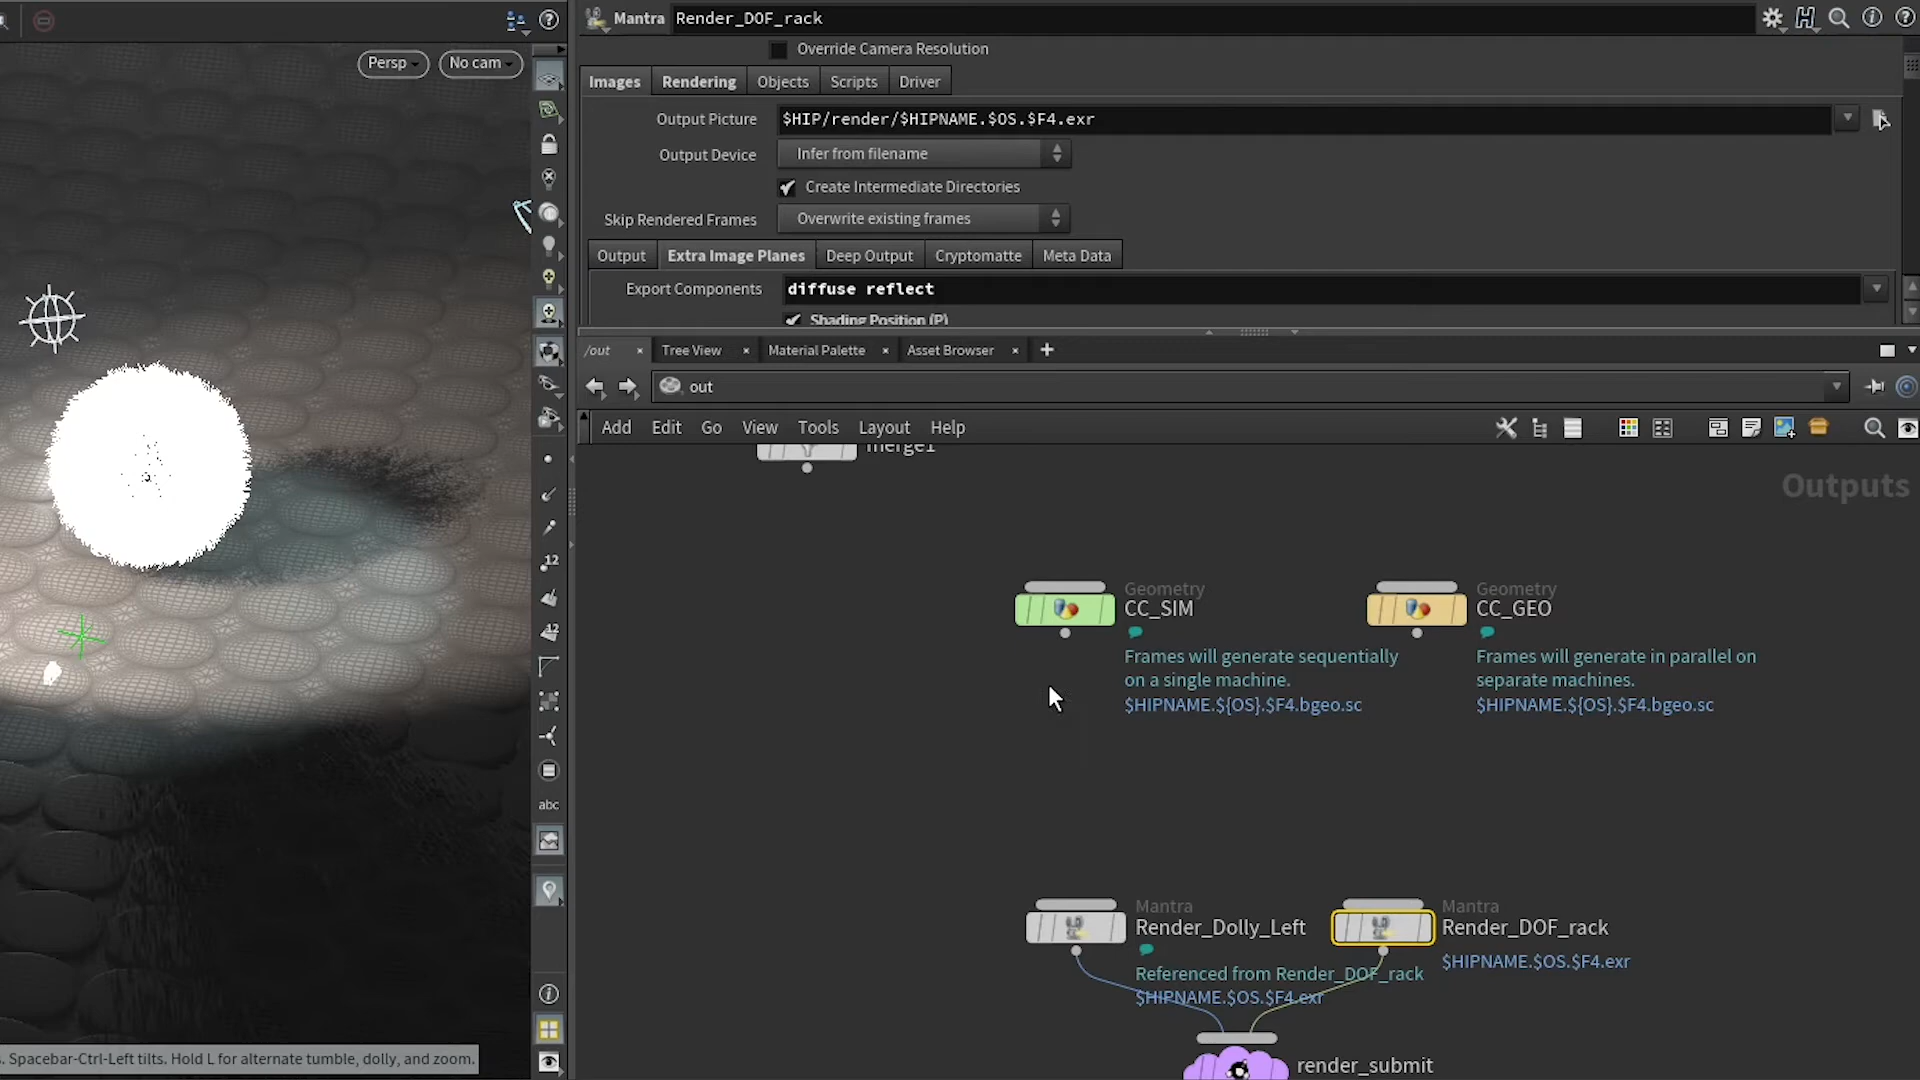 Mantra Render_DOF_rack
Override Camera Resolution
Persp
No cam
Images Rendering Objects Scripts Driver
Output Picture $HIP/render/$HIPNAME.$OS.$F4.exr
Output Device Infer from filename
Create Intermediate Directories
Skip Rendered Frames Overwrite existing frames
Output Extra Image Planes Deep Output Cryptomatte Meta Data
Export Components diffuse reflect
Shading Position (P)
/out Tree View Material Palette Asset Browser
out
Add Edit Go View Tools Layout Help
merge1
Outputs
Geometry
CC_SIM
Frames will generate sequentially
on a single machine.
$HIPNAME.${OS}.$F4.bgeo.sc
Geometry
CC_GEO
Frames will generate in parallel on
separate machines.
$HIPNAME.${OS}.$F4.bgeo.sc
12
12
abc
Mantra
Render_Dolly_Left
Referenced from Render_DOF_rack
$HIPNAME.$OS.$F4.exr
Mantra
Render_DOF_rack
$HIPNAME.$OS.$F4.exr
render_submit
. Spacebar-Ctrl-Left tilts. Hold L for alternate tumble, dolly, and zoom.